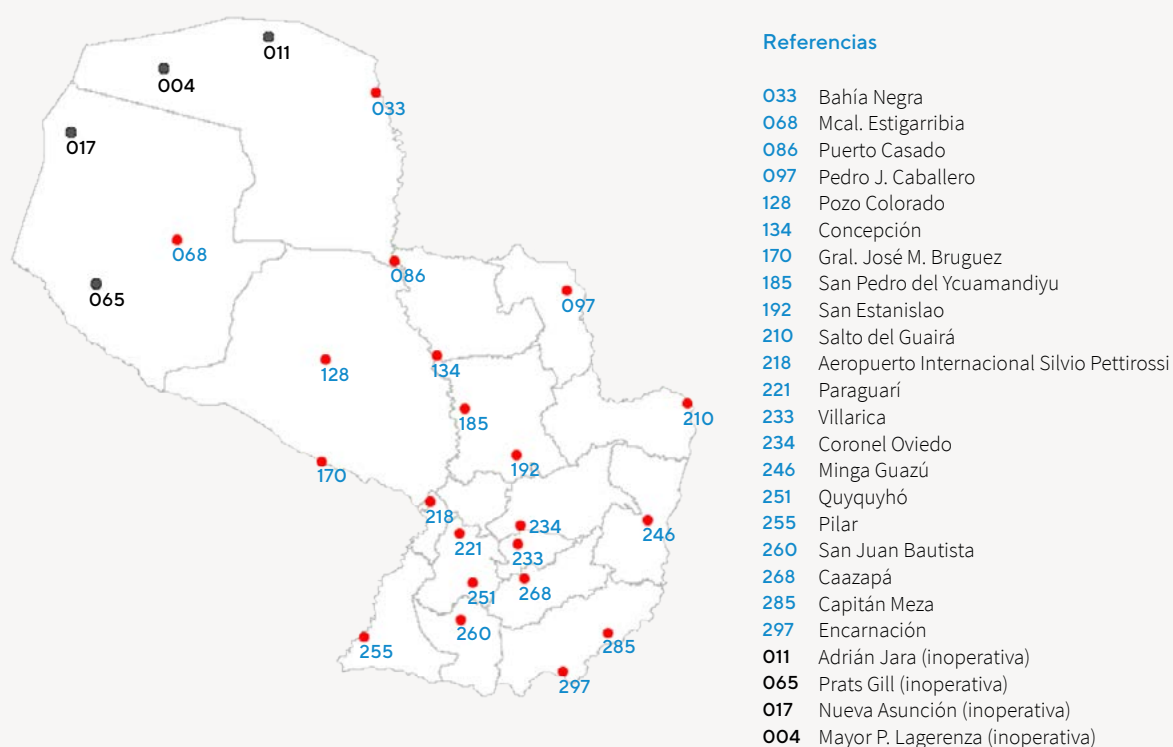 011
004
033
017
068
086
065
097
128
134
185
210
170
192
218
234
246
221
233
251
268
260
255
285
297
Referencias
033 Bahía Negra
068 Mcal. Estigarribia
086 Puerto Casado
097 Pedro J. Caballero
128 Pozo Colorado
134 Concepción
170 Gral. José M. Bruguez
185 San Pedro del Ycuamandiyu
192 San Estanislao
210 Salto del Guairá
218 Aeropuerto Internacional Silvio Pettirossi
221 Paraguarí
233 Villarica
234 Coronel Oviedo
246 Minga Guazú
251 Quyquyhó
255 Pilar
260 San Juan Bautista
268 Caazapá
285 Capitán Meza
297 Encarnación
011 Adrián Jara (inoperativa)
065 Prats Gill (inoperativa)
017 Nueva Asunción (inoperativa)
004 Mayor P. Lagerenza (inoperativa)